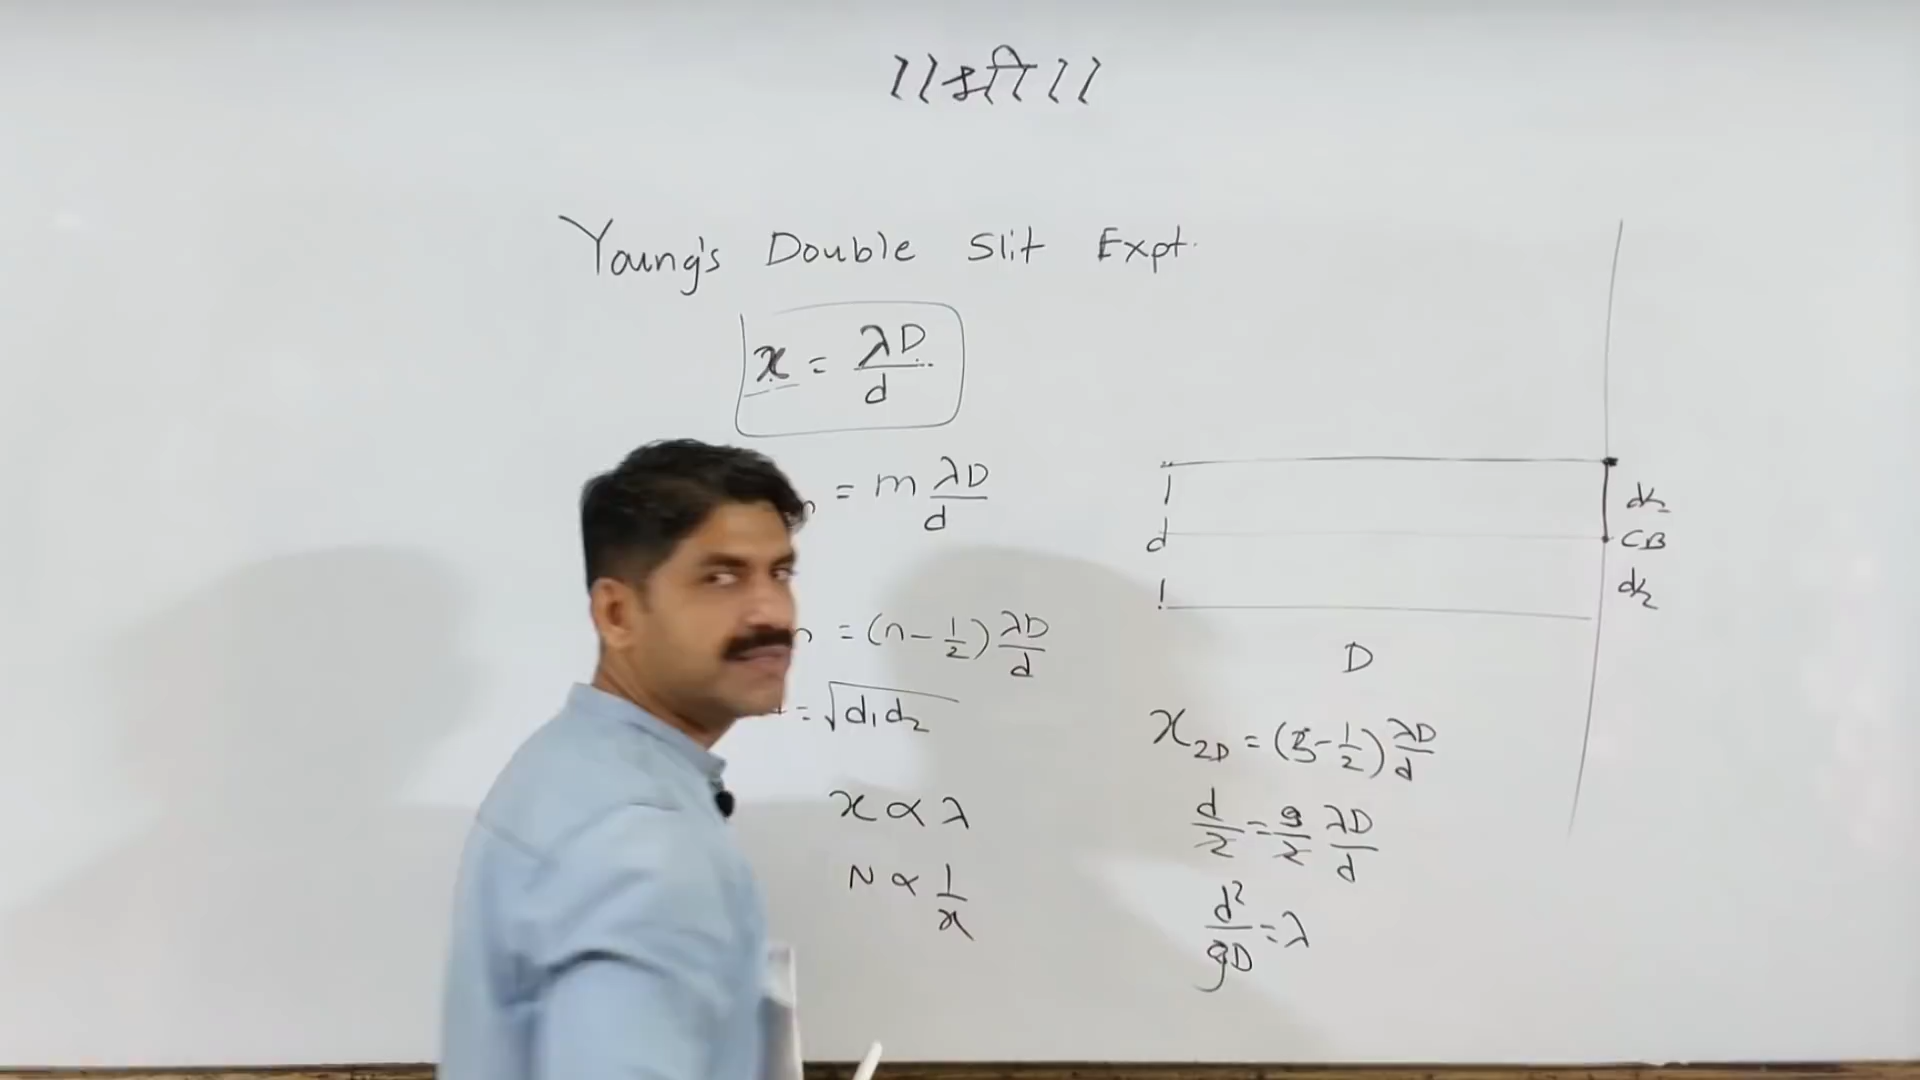 ।।श्री।।
Young's Double Slit Expt.
x = λD/d
= m λD/d
n = (n - 1/2) λD/d
= √d₁d₂
x ∝ λ
N ∝ 1/x
d/2
d
CB
d/2
D
x₂D = (5 - 1/2) λD/d
d/2 = 9/2 λD/d
d²/9D = λ